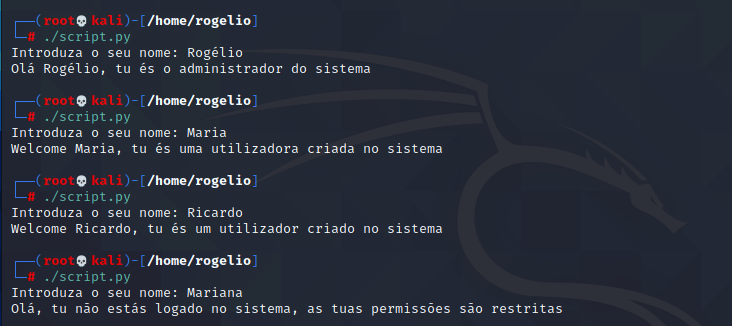 ┌──(root💀kali)-[/home/rogelio]
└─# ./script.py
Introduza o seu nome: Rogélio
Olá Rogélio, tu és o administrador do sistema
┌──(root💀kali)-[/home/rogelio]
└─# ./script.py
Introduza o seu nome: Maria
Welcome Maria, tu és uma utilizadora criada no sistema
┌──(root💀kali)-[/home/rogelio]
└─# ./script.py
Introduza o seu nome: Ricardo
Welcome Ricardo, tu és um utilizador criado no sistema
┌──(root💀kali)-[/home/rogelio]
└─# ./script.py
Introduza o seu nome: Mariana
Olá, tu não estás logado no sistema, as tuas permissões são restritas